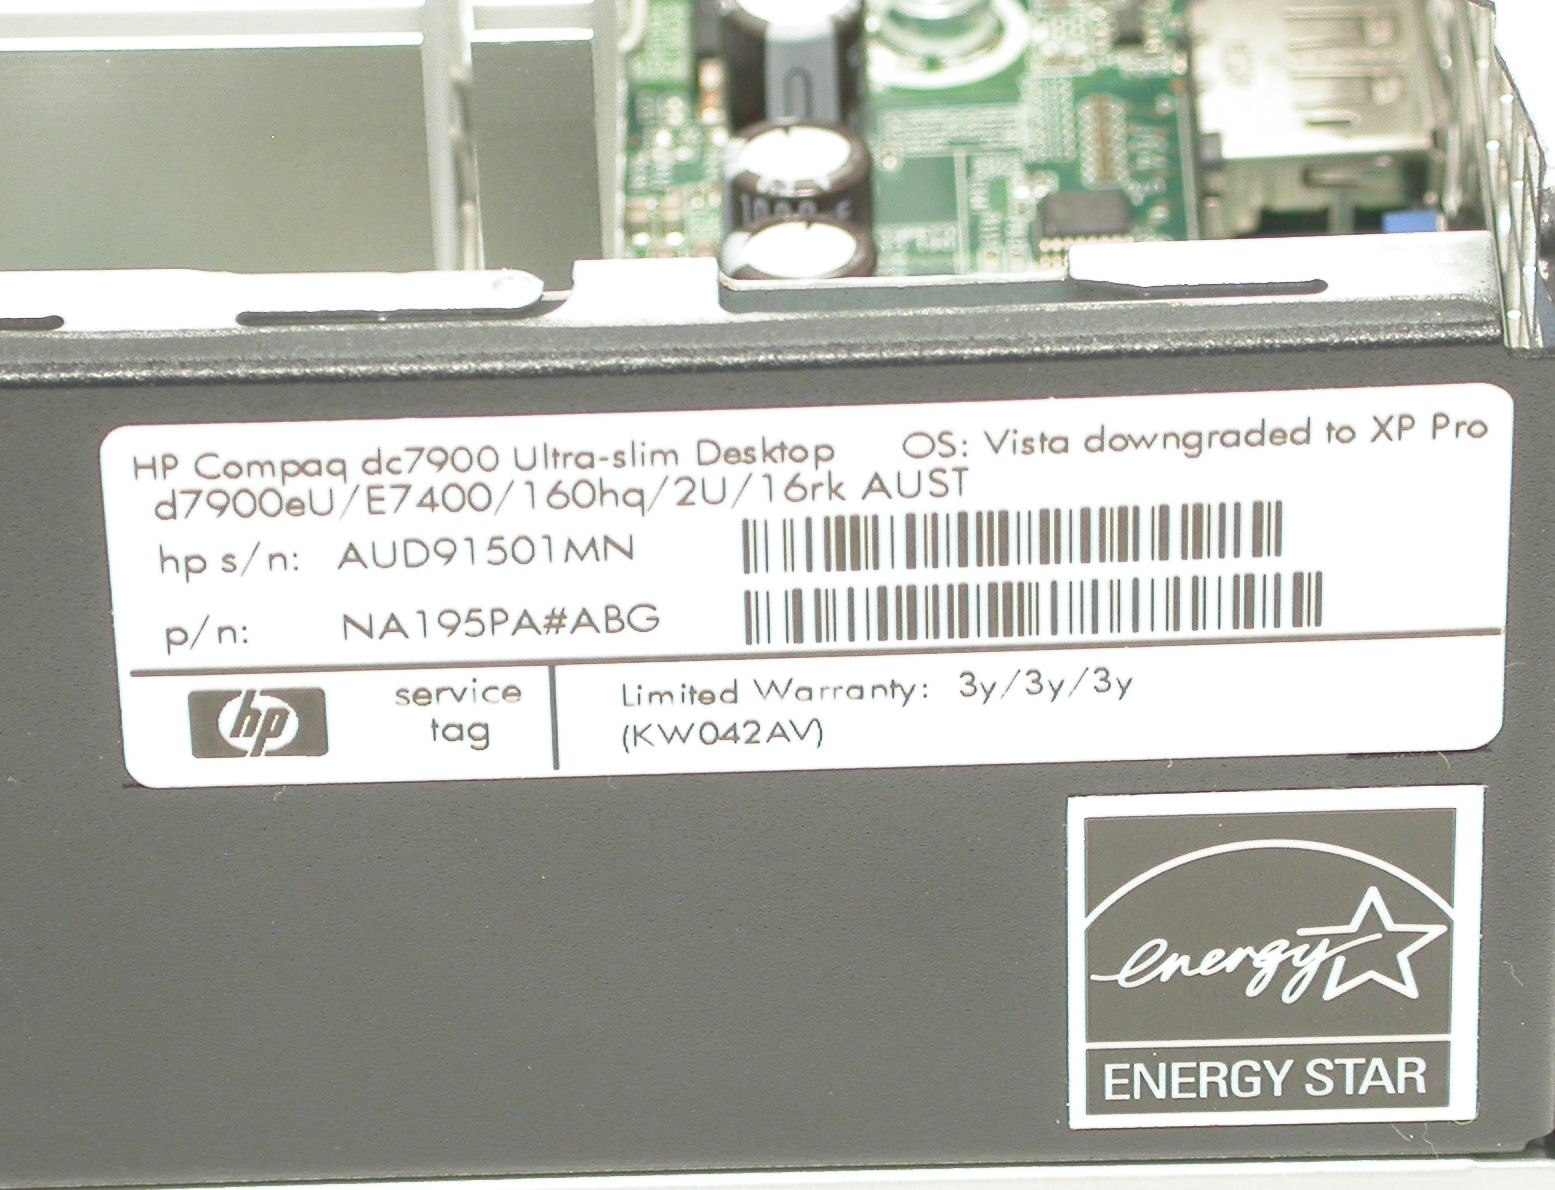 HP Compaq dc7900 Ultra-slim Desktop OS: Vista downgraded to XP Pro
d7900eU/E7400/160hq/2U/16rk AUST
hp s/n: AUD91501MN
p/n: NA195PA#ABG
hp
service
tag
Limited Warranty: 3y/3y/3y
(KW042AV)
energy
ENERGY STAR